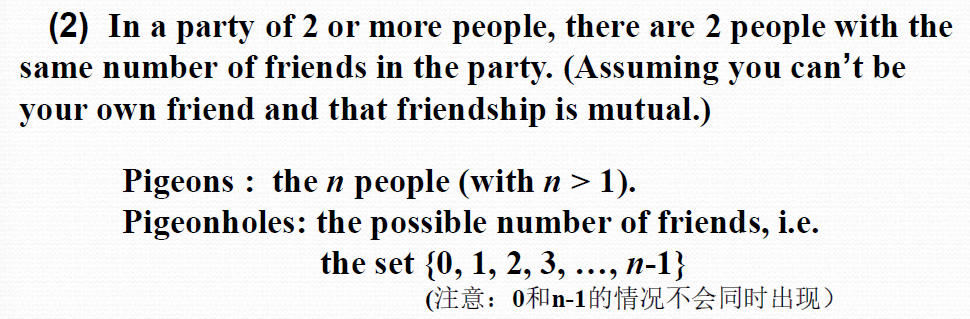 (2) In a party of 2 or more people, there are 2 people with the
same number of friends in the party. (Assuming you can’t be
your own friend and that friendship is mutual.)
Pigeons : the n people (with n > 1).
Pigeonholes: the possible number of friends, i.e.
the set {0, 1, 2, 3, …, n-1}
(注意：0和n-1的情况不会同时出现）